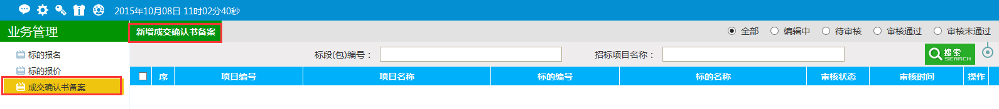 2015年10月08日 11时02分40秒
业务管理
新增成交确认书备案
全部 编辑中 待审核 审核通过 审核未通过
标的报名
标的报价
成交确认书备案
标段(包)编号： 招标项目名称： 搜索 SEARCH
序 项目编号 项目名称 标的编号 标的名称 审核状态 审核时间 操作